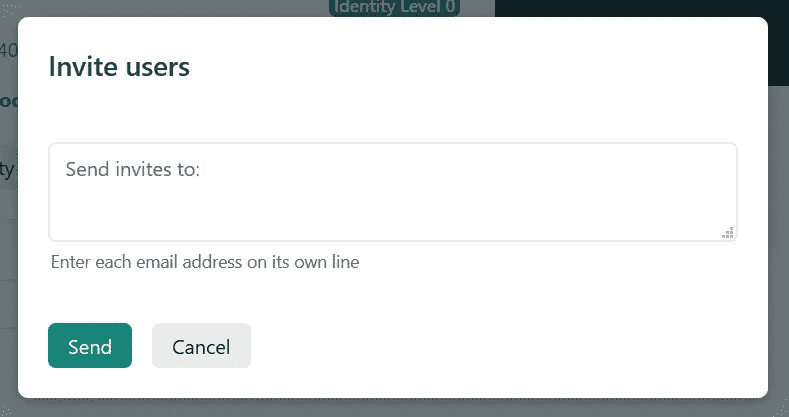 Identity Level 0
40
Invite users
ty
Send invites to:
Enter each email address on its own line
Send
Cancel